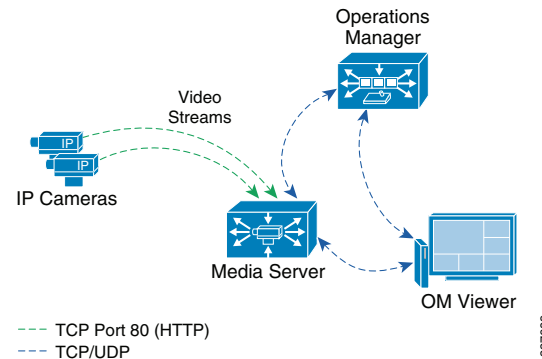 Operations
Manager
Video
Streams
IP
IP
IP Cameras
Media Server
OM Viewer
TCP Port 80 (HTTP)
TCP/UDP